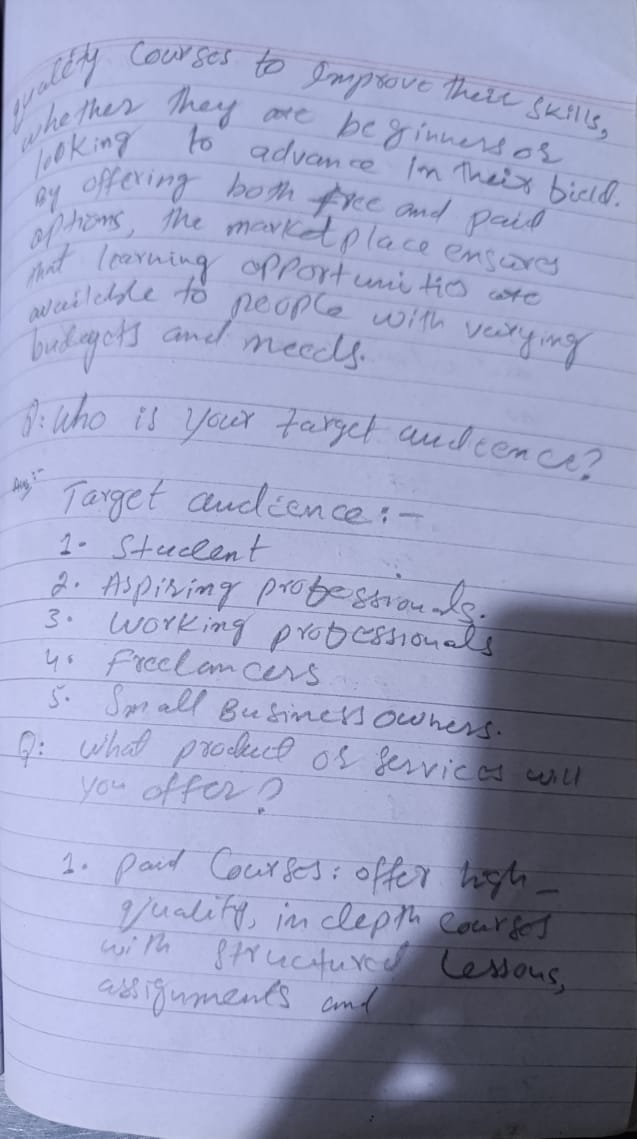 quality Courses to Improve their skills,
whether they are beginners or
looking to advance In their field.
By offering both free and paid
options, the marketplace ensures
that learning opportunities are
available to people with varying
budgets and needs.
Q: Who is your target audience?
Ans:-
Target audience:-
1. Student
2. Aspiring professionals.
3. Working professionals
4. Freelancers
5. Small Business owners.
Q: What product or services will
you offer?
1. Paid Courses: offer high-
quality, in depth courses
with structured Lessons,
assignments and